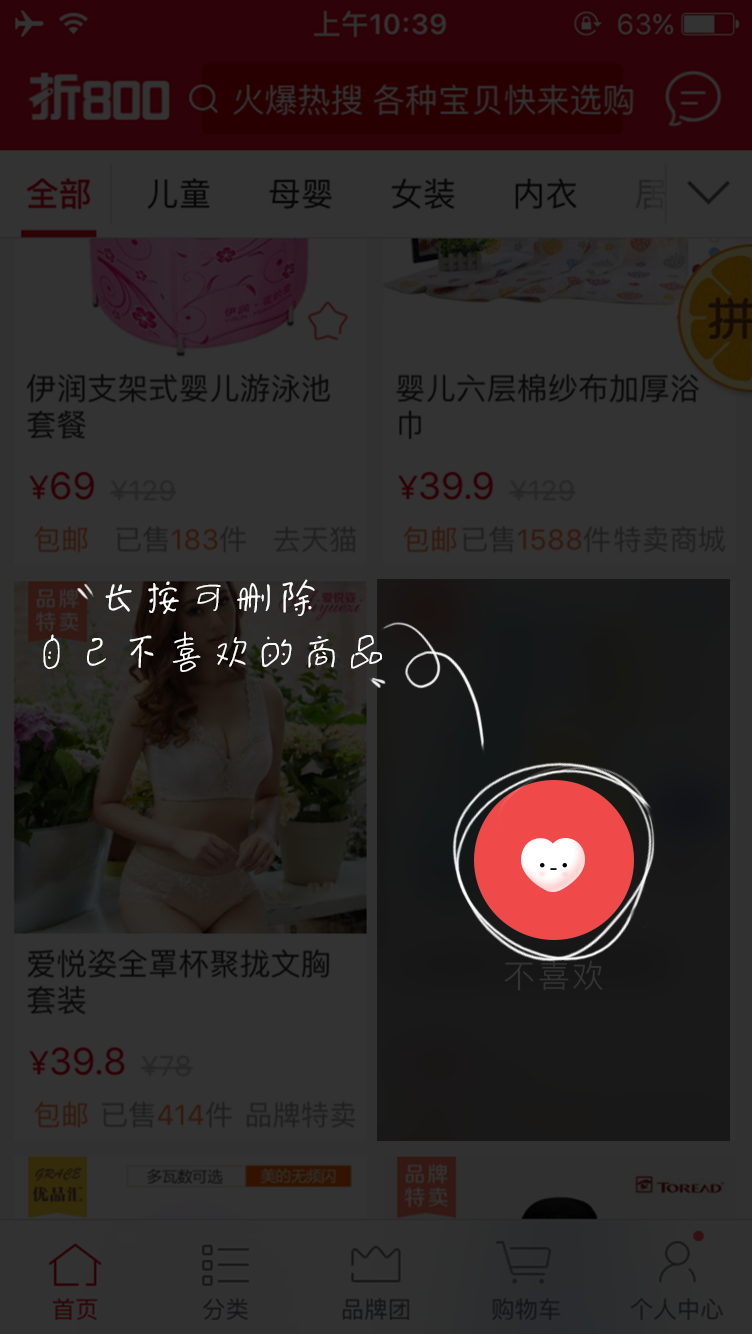 上午10:39
63%
折800
火爆热搜 各种宝贝快来选购
全部 儿童 母婴 女装 内衣 居
拼
伊润支架式婴儿游泳池
套餐
¥69 ¥129
包邮 已售183件 去天猫
婴儿六层棉纱布加厚浴
巾
¥39.9 ¥129
包邮 已售1588件 特卖商城
品牌
特卖
爱悦姿
“长按可删除
自己不喜欢的商品”
不喜欢
爱悦姿全罩杯聚拢文胸
套装
¥39.8 ¥78
包邮 已售414件 品牌特卖
GRACE
优品汇
多瓦数可选 美的无频闪
品牌
特卖
TOREAD
首页 分类 品牌团 购物车 个人中心